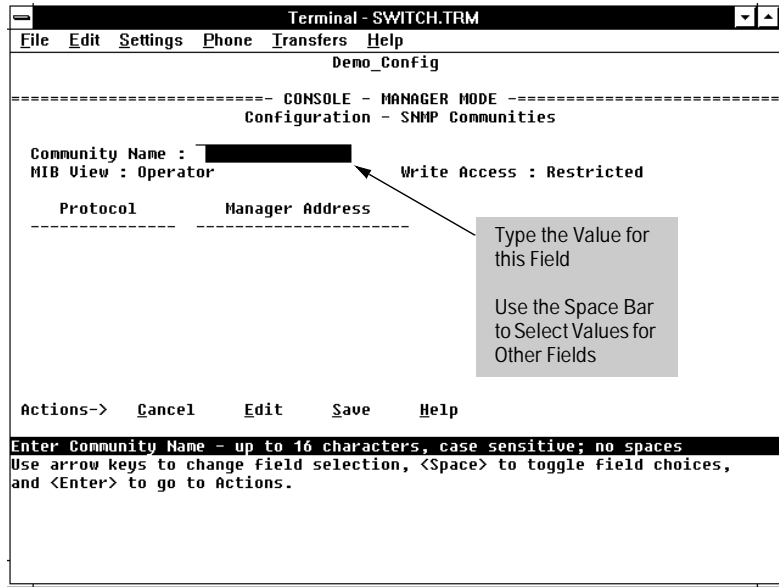 Terminal - SWITCH.TRM
File Edit Settings Phone Transfers Help
Demo_Config
==========================- CONSOLE - MANAGER MODE -===========================
Configuration - SNMP Communities
Community Name :
MIB View : Operator Write Access : Restricted
Protocol Manager Address
--------------- ----------------------
Type the Value for
this Field
Use the Space Bar
to Select Values for
Other Fields
Actions-> Cancel Edit Save Help
Enter Community Name - up to 16 characters, case sensitive; no spaces
Use arrow keys to change field selection, <Space> to toggle field choices,
and <Enter> to go to Actions.